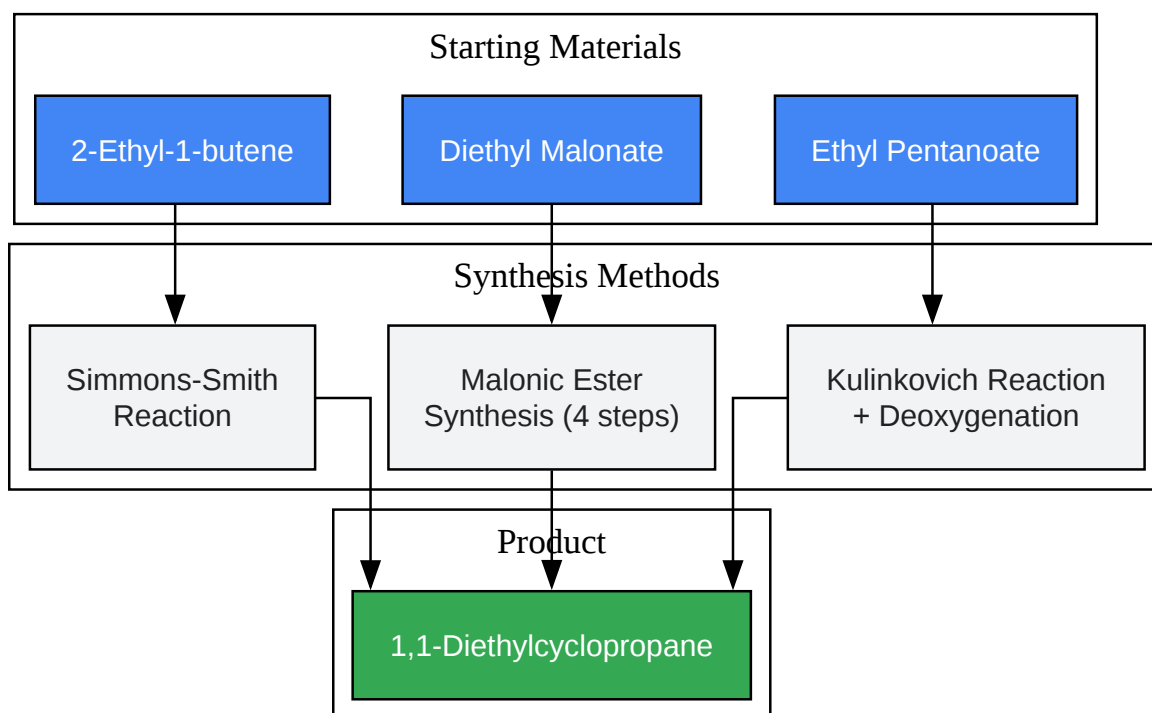 Starting Materials
2-Ethyl-1-butene
Diethyl Malonate
Ethyl Pentanoate
Synthesis Methods
Simmons-Smith
Reaction
Malonic Ester
Synthesis (4 steps)
Kulinkovich Reaction
+ Deoxygenation
Product
1,1-Diethylcyclopropane